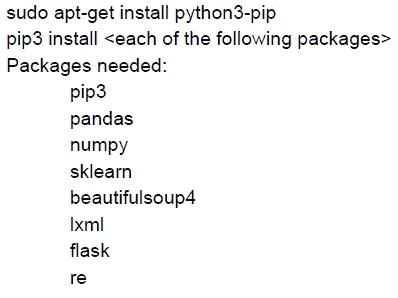 sudo apt-get install python3-pip
pip3 install <each of the following packages>
Packages needed:
pip3
pandas
numpy
sklearn
beautifulsoup4
lxml
flask
re